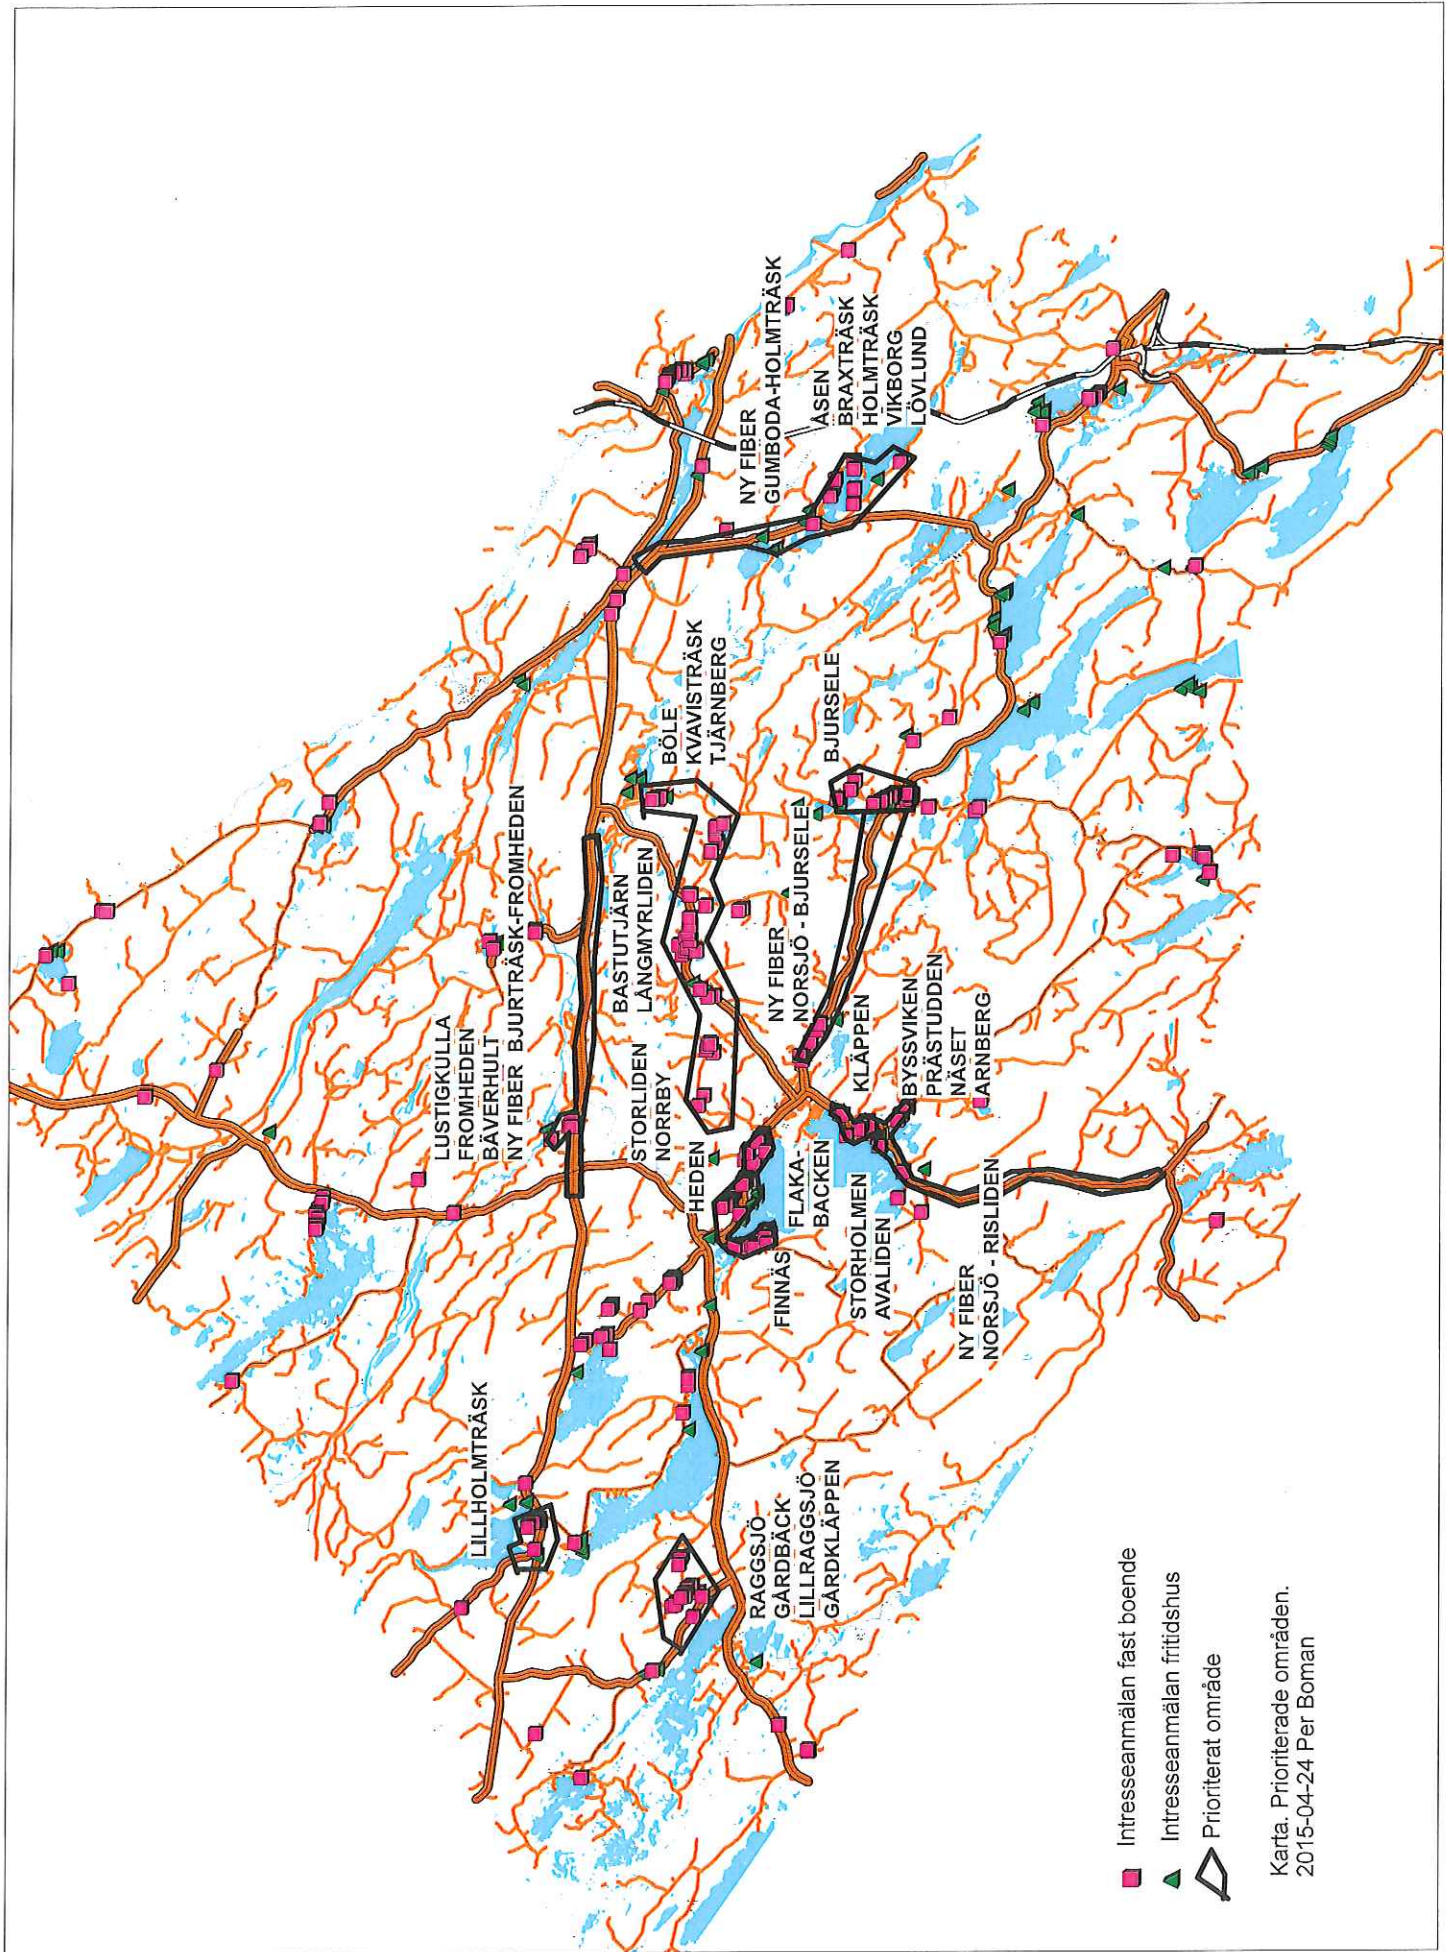 LILLHOLMTRÄSK
LUSTIGKULLA
FROMHEDEN
BÄVERHULT
NY FIBER BJURTRÄSK-FROMHEDEN
BASTUTJÄRN
LÅNGMYRLIDEN
STORLIDEN
NORRBY
HEDEN
BÖLE
KVAVISTRÄSK
TJÄRNBERG
NY FIBER
GUMBODA-HOLMTRÄSK
ÅSEN
BRAXTRÄSK
HOLMTRÄSK
VIKBORG
LÖVLUND
RAGGSJÖ
GÅRDBÄCK
LILLRAGGSJÖ
GÅRDKLÄPPEN
FINNÄS
FLAKA-
BACKEN
NY FIBER
NORSJÖ - BJURSELE
BJURSELE
STORHOLMEN
AVALIDEN
KLÄPPEN
BYSSVIKEN
PRÄSTUDDEN
NÄSET
ARNBERG
NY FIBER
NORSJÖ - RISLIDEN
Intresseanmälan fast boende
Intresseanmälan fritidshus
Prioriterat område
Karta. Prioriterade områden.
2015-04-24 Per Boman